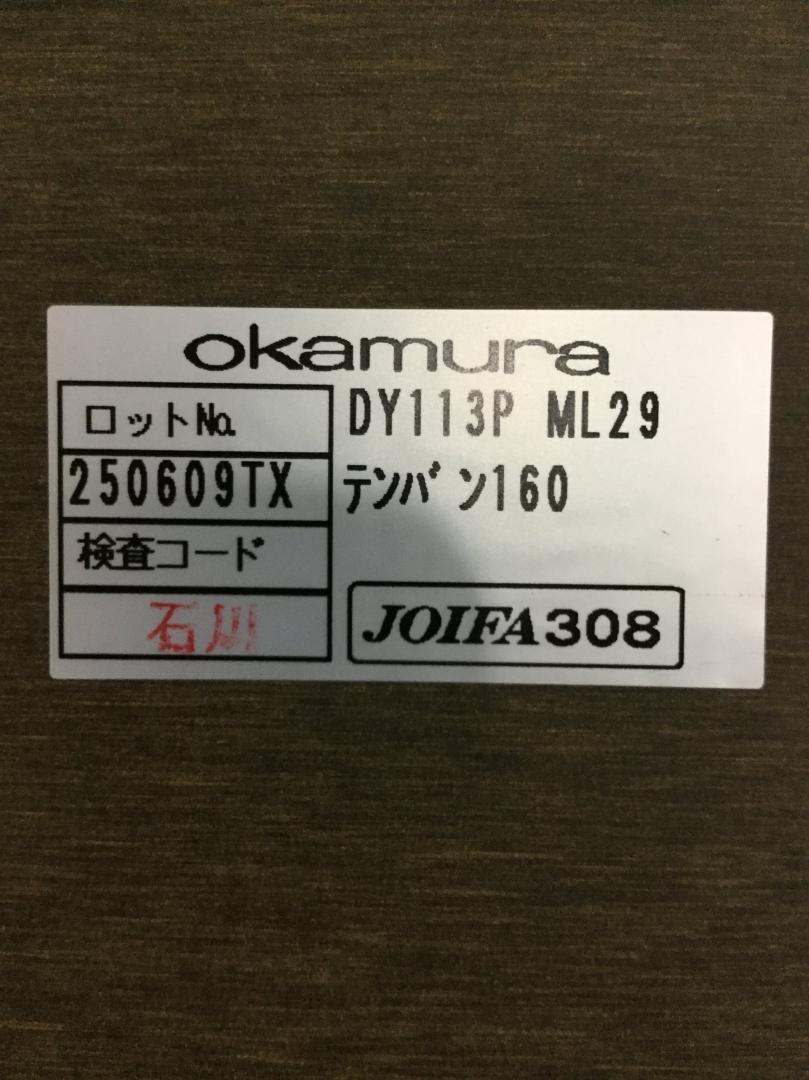 okamura
ロットNo.
DY113P ML29
250609TX
テンバン160
検査コード
石川
JOIFA308